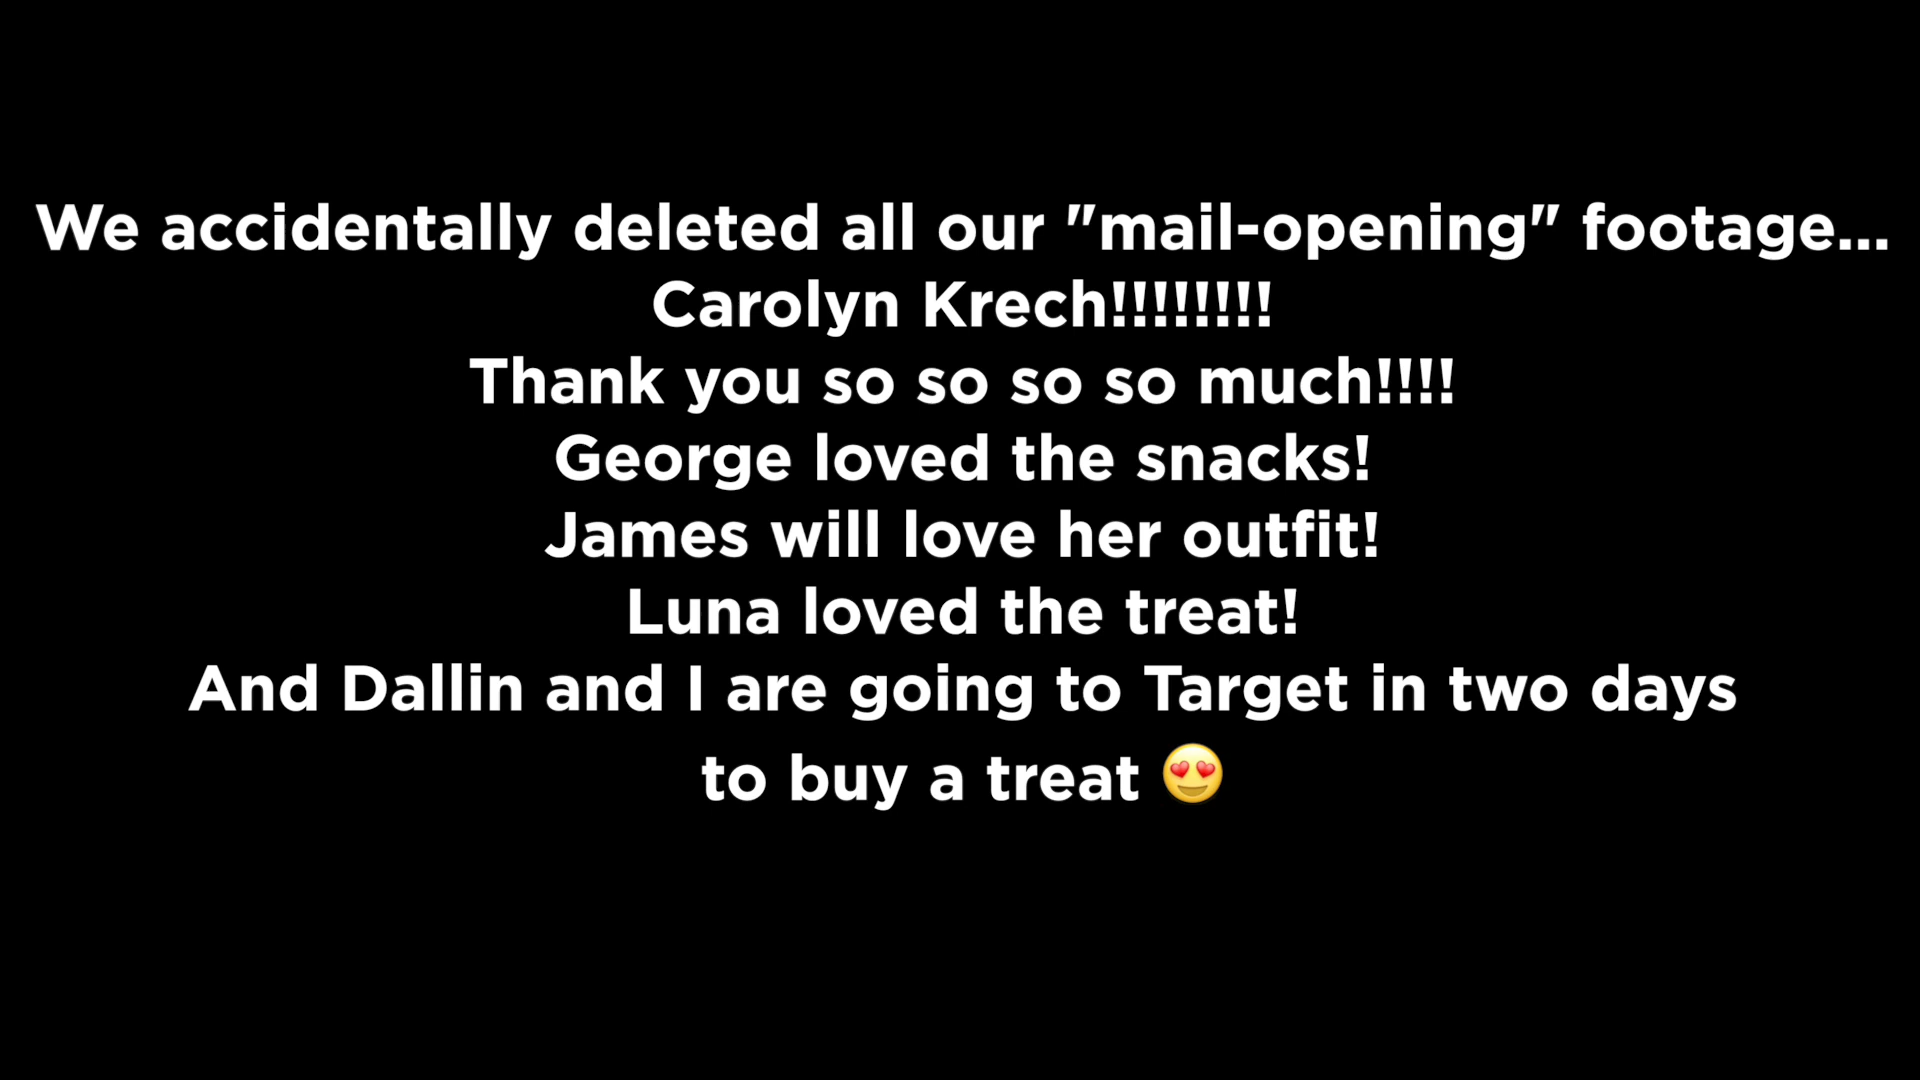 We accidentally deleted all our "mail-opening" footage...
Carolyn Krech!!!!!!!!
Thank you so so so so much!!!!
George loved the snacks!
James will love her outfit!
Luna loved the treat!
And Dallin and I are going to Target in two days
to buy a treat 😍